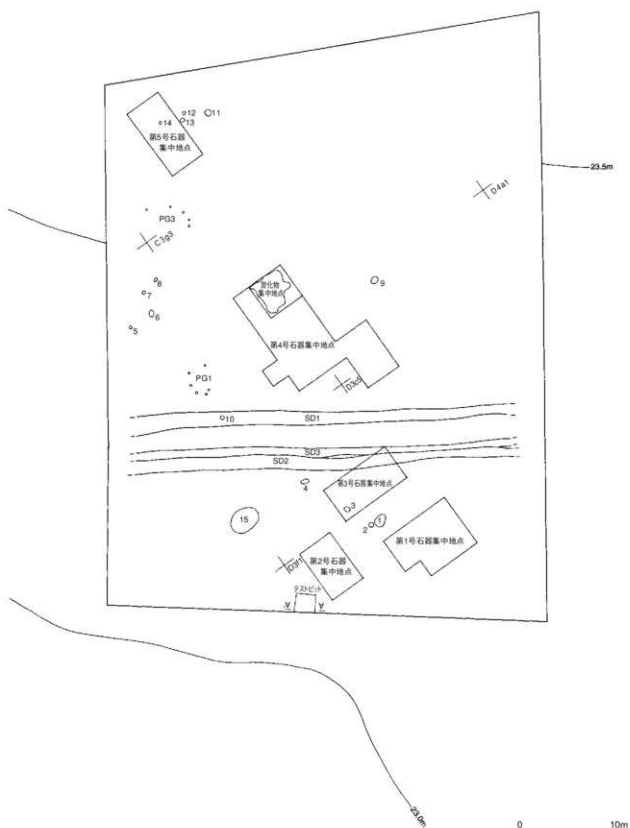 12
11
13
14
第5号石器
集中地点
23.5m
D4a1
PG3
C3g3
8
7
6
5
9
炭化物
集中地点
第4号石器集中地点
PG1
D3c5
10
SD1
SD3
SD2
4
第3号石器集中地点
3
15
1
2
第1号石器集中地点
D3f1
第2号石器
集中地点
テストピット
A'
A
23.0m
0
10m